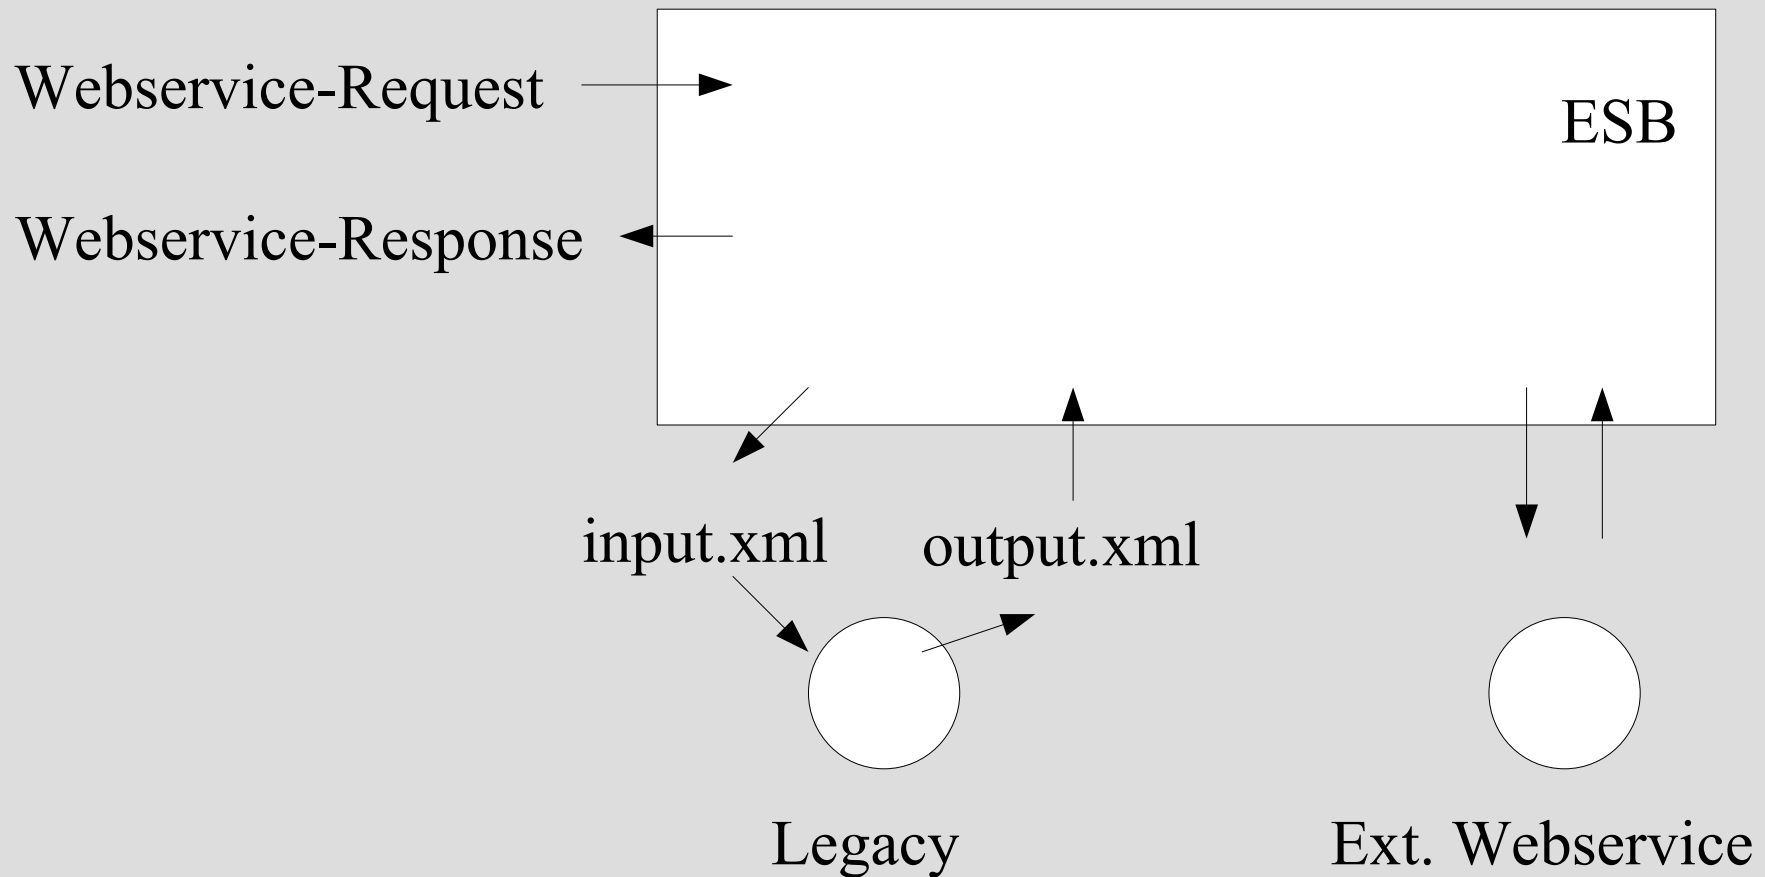 Webservice-Request
ESB
Webservice-Response
input.xml
output.xml
Legacy
Ext. Webservice